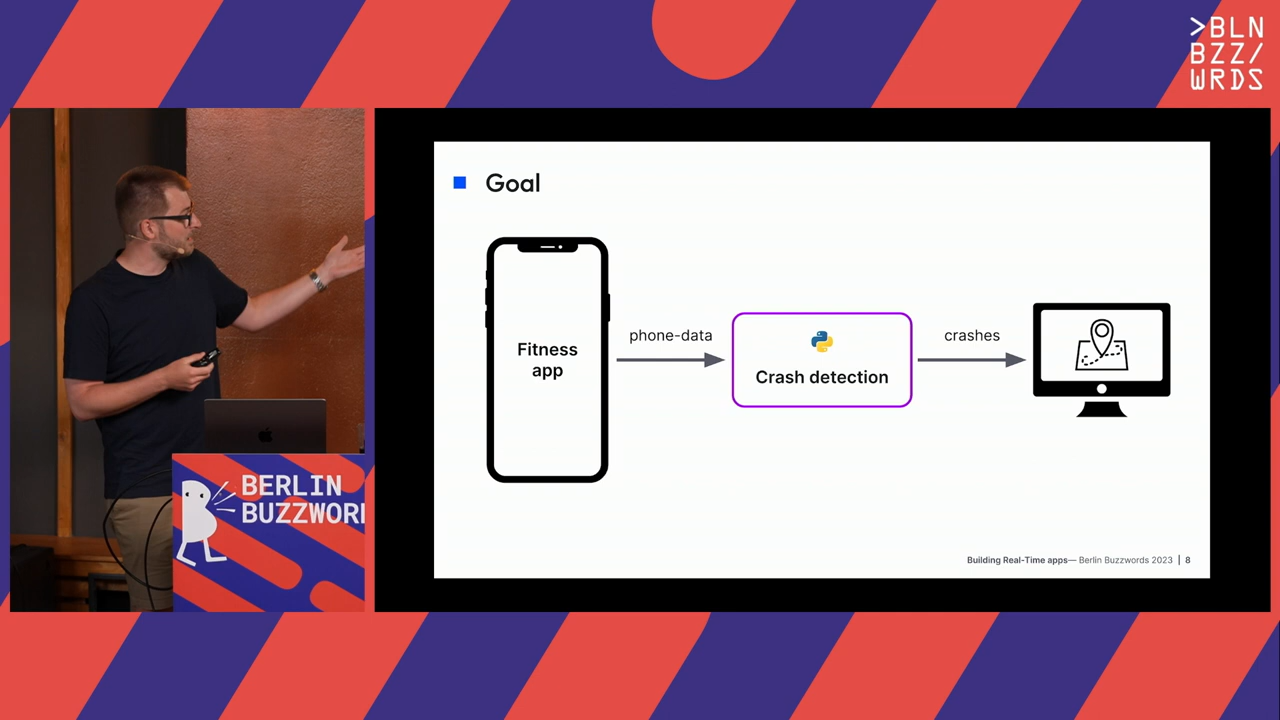 >BLN
BZZ/
WRDS
Goal
Fitness
app
phone-data
Crash detection
crashes
BERLIN
BUZZWOR
Building Real-Time apps— Berlin Buzzwords 2023 | 8